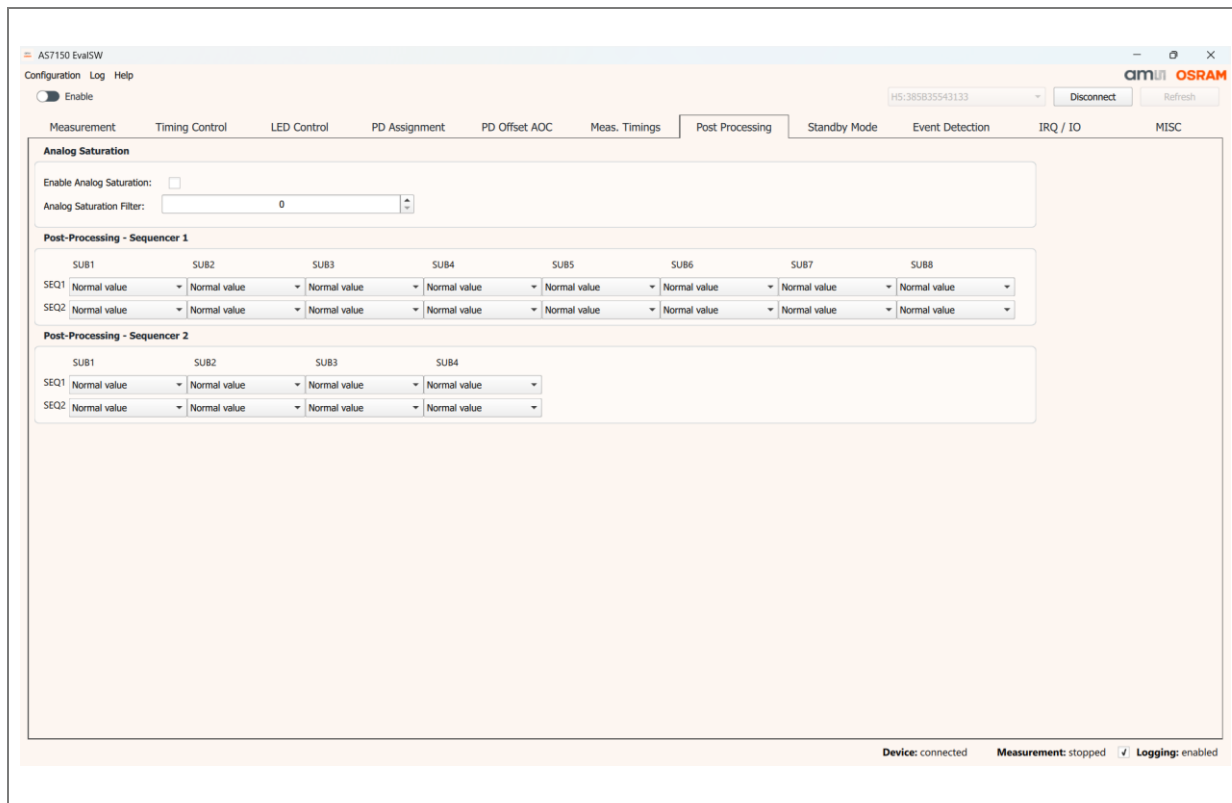 AS7150 EvalSW
Configuration Log Help
am OSRAM
Enable
H5:385B35543133
Disconnect
Refresh
Measurement Timing Control LED Control PD Assignment PD Offset AOC Meas. Timings Post Processing Standby Mode Event Detection IRQ / IO MISC
Analog Saturation
Enable Analog Saturation:
Analog Saturation Filter: 0
Post-Processing - Sequencer 1
SUB1 SUB2 SUB3 SUB4 SUB5 SUB6 SUB7 SUB8
SEQ1 Normal value Normal value Normal value Normal value Normal value Normal value Normal value Normal value
SEQ2 Normal value Normal value Normal value Normal value Normal value Normal value Normal value Normal value
Post-Processing - Sequencer 2
SUB1 SUB2 SUB3 SUB4
SEQ1 Normal value Normal value Normal value Normal value
SEQ2 Normal value Normal value Normal value Normal value
Device: connected Measurement: stopped Logging: enabled